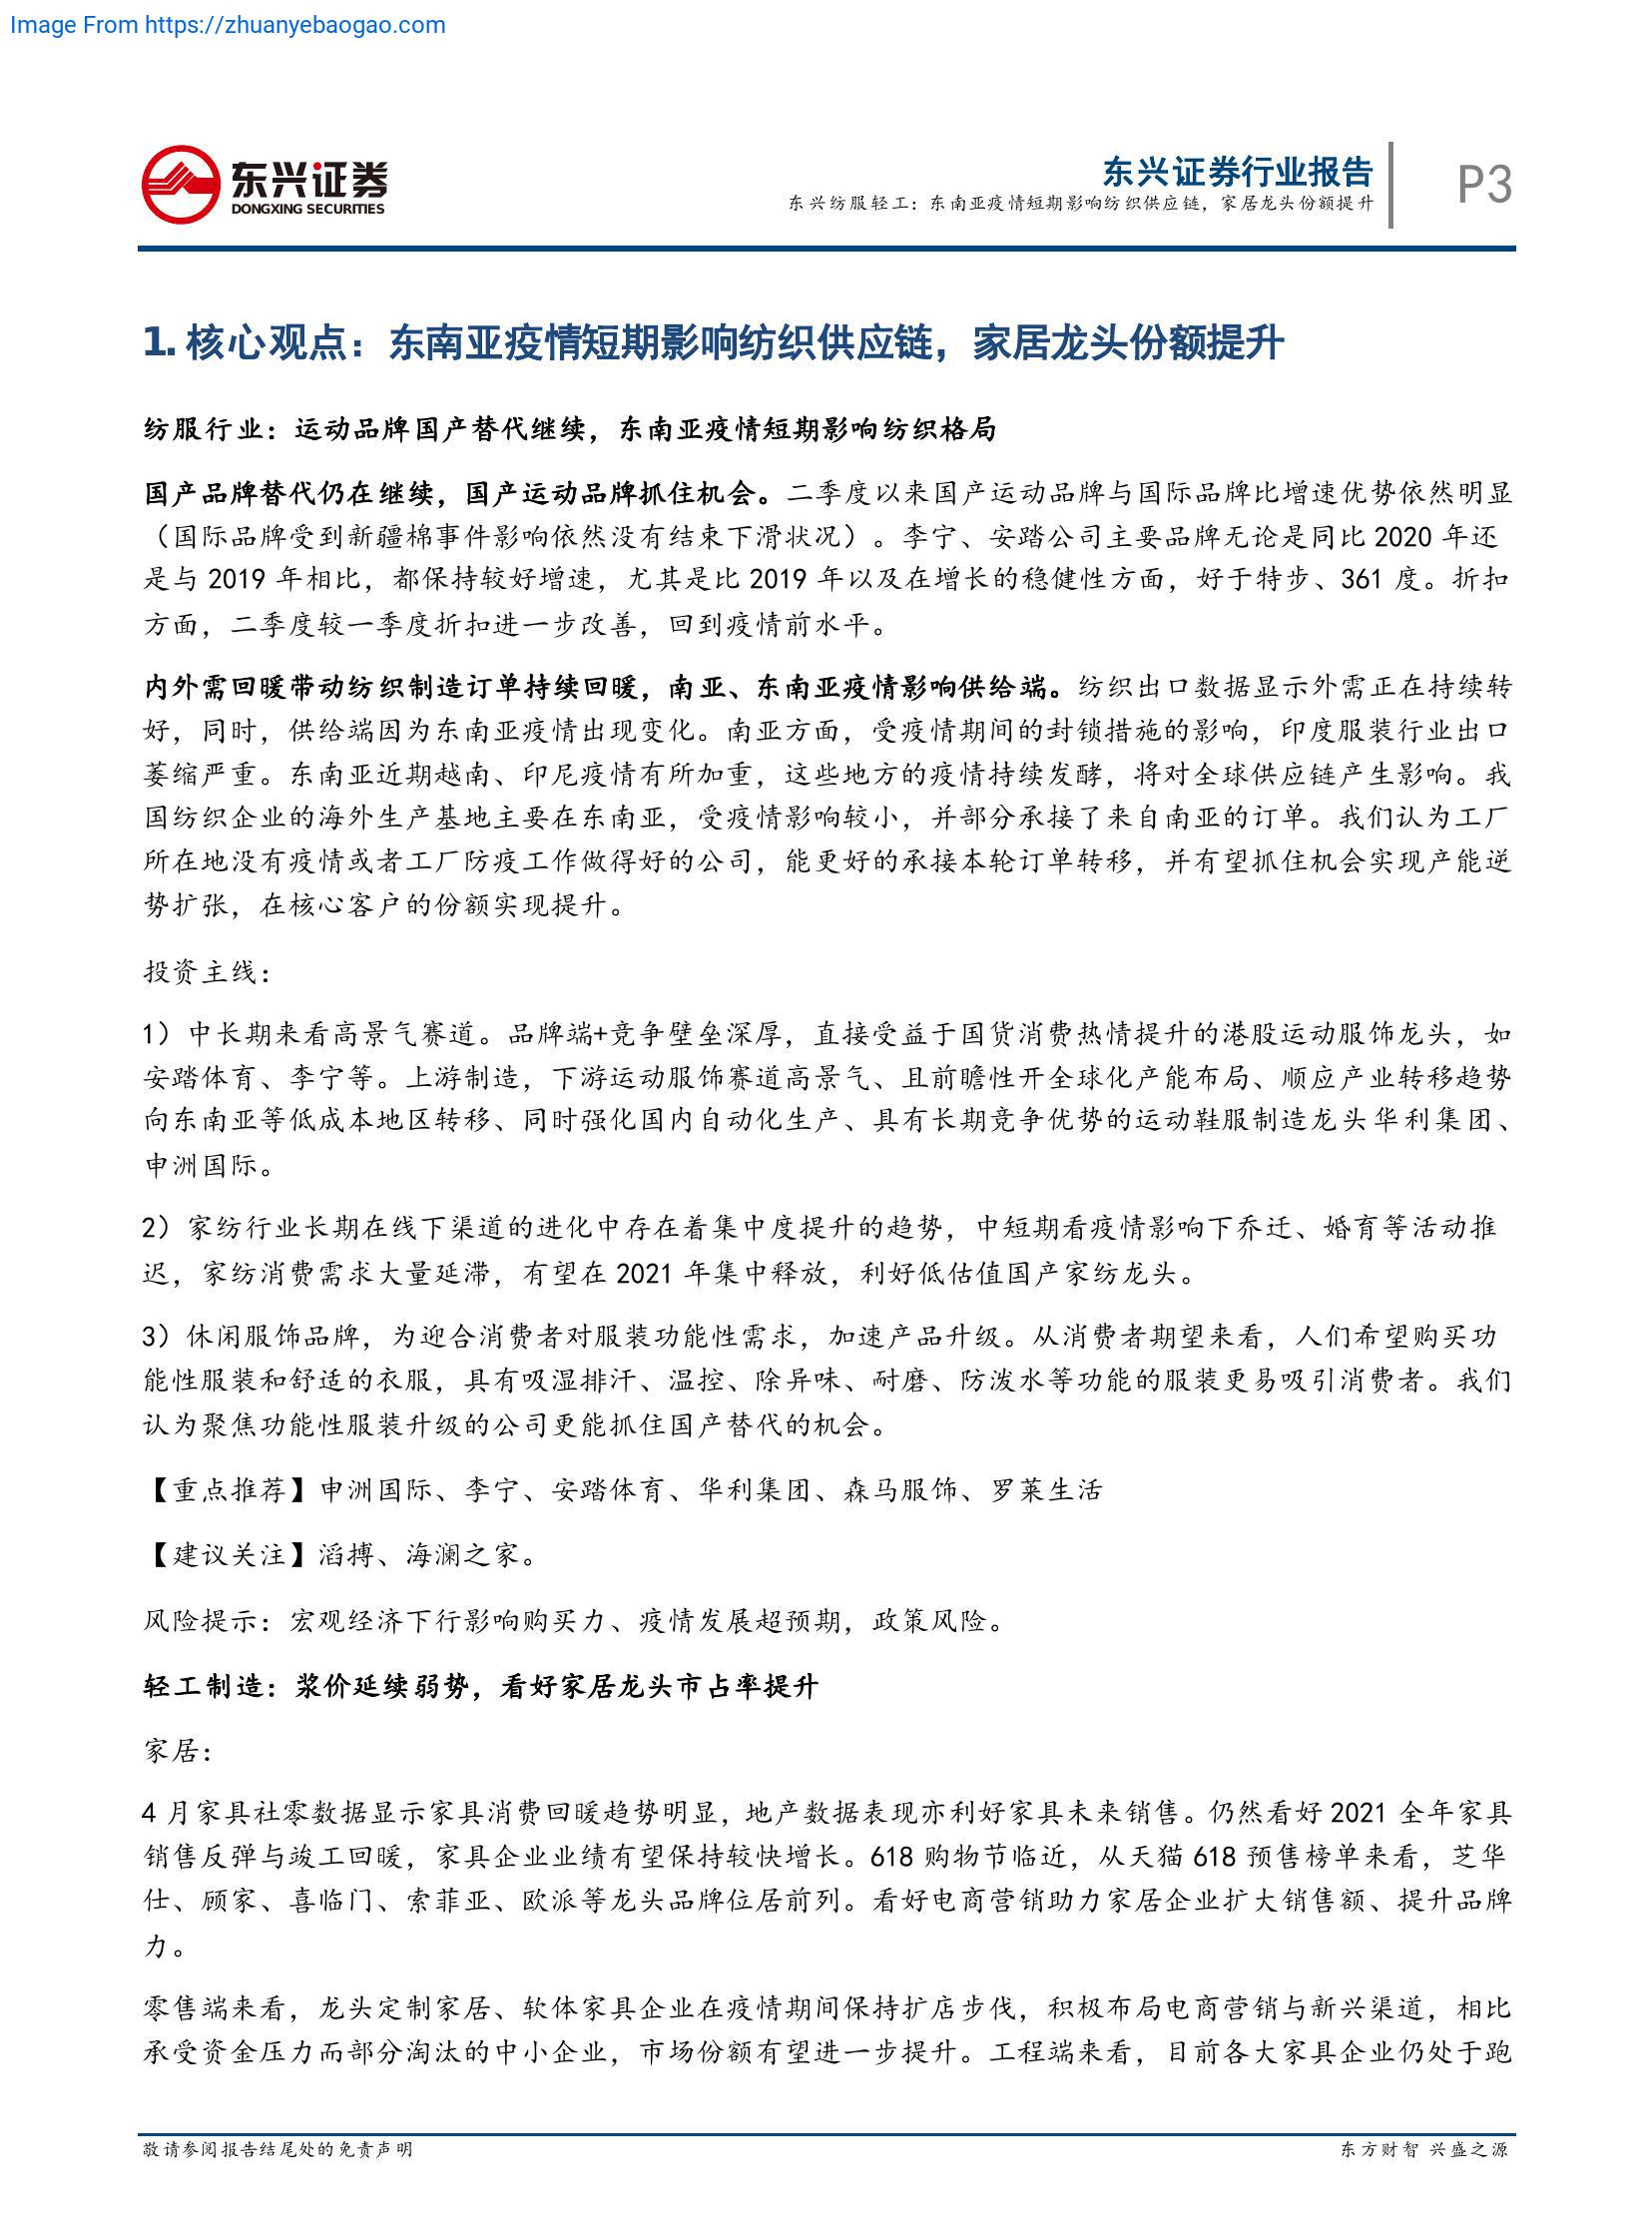 Image From https://zhuanyebaogao.com
东兴证券
DONGXING SECURITIES
东兴证券行业报告
东兴纺服轻工：东南亚疫情短期影响纺织供应链，家居龙头份额提升
P3
1. 核心观点：东南亚疫情短期影响纺织供应链，家居龙头份额提升
纺服行业：运动品牌国产替代继续，东南亚疫情短期影响纺织格局
国产品牌替代仍在继续，国产运动品牌抓住机会。二季度以来国产运动品牌与国际品牌比增速优势依然明显
（国际品牌受到新疆棉事件影响依然没有结束下滑状况）。李宁、安踏公司主要品牌无论是同比 2020 年还
是与 2019 年相比，都保持较好增速，尤其是比 2019 年以及在增长的稳健性方面，好于特步、361 度。折扣
方面，二季度较一季度折扣进一步改善，回到疫情前水平。
内外需回暖带动纺织制造订单持续回暖，南亚、东南亚疫情影响供给端。纺织出口数据显示外需正在持续转
好，同时，供给端因为东南亚疫情出现变化。南亚方面，受疫情期间的封锁措施的影响，印度服装行业出口
萎缩严重。东南亚近期越南、印尼疫情有所加重，这些地方的疫情持续发酵，将对全球供应链产生影响。我
国纺织企业的海外生产基地主要在东南亚，受疫情影响较小，并部分承接了来自南亚的订单。我们认为工厂
所在地没有疫情或者工厂防疫工作做得好的公司，能更好的承接本轮订单转移，并有望抓住机会实现产能逆
势扩张，在核心客户的份额实现提升。
投资主线：
1）中长期来看高景气赛道。品牌端+竞争壁垒深厚，直接受益于国货消费热情提升的港股运动服饰龙头，如
安踏体育、李宁等。上游制造，下游运动服饰赛道高景气、且前瞻性开全球化产能布局、顺应产业转移趋势
向东南亚等低成本地区转移、同时强化国内自动化生产、具有长期竞争优势的运动鞋服制造龙头华利集团、
申洲国际。
2）家纺行业长期在线下渠道的进化中存在着集中度提升的趋势，中短期看疫情影响下乔迁、婚育等活动推
迟，家纺消费需求大量延滞，有望在 2021 年集中释放，利好低估值国产家纺龙头。
3）休闲服饰品牌，为迎合消费者对服装功能性需求，加速产品升级。从消费者期望来看，人们希望购买功
能性服装和舒适的衣服，具有吸湿排汗、温控、除异味、耐磨、防泼水等功能的服装更易吸引消费者。我们
认为聚焦功能性服装升级的公司更能抓住国产替代的机会。
【重点推荐】申洲国际、李宁、安踏体育、华利集团、森马服饰、罗莱生活
【建议关注】滔搏、海澜之家。
风险提示：宏观经济下行影响购买力、疫情发展超预期，政策风险。
轻工制造：浆价延续弱势，看好家居龙头市占率提升
家居：
4 月家具社零数据显示家具消费回暖趋势明显，地产数据表现亦利好家具未来销售。仍然看好 2021 全年家具
销售反弹与竣工回暖，家具企业业绩有望保持较快增长。618 购物节临近，从天猫 618 预售榜单来看，芝华
仕、顾家、喜临门、索菲亚、欧派等龙头品牌位居前列。看好电商营销助力家居企业扩大销售额、提升品牌
力。
零售端来看，龙头定制家居、软体家具企业在疫情期间保持扩店步伐，积极布局电商营销与新兴渠道，相比
承受资金压力而部分淘汰的中小企业，市场份额有望进一步提升。工程端来看，目前各大家具企业仍处于跑
敬请参阅报告结尾处的免责声明
东方财智 兴盛之源